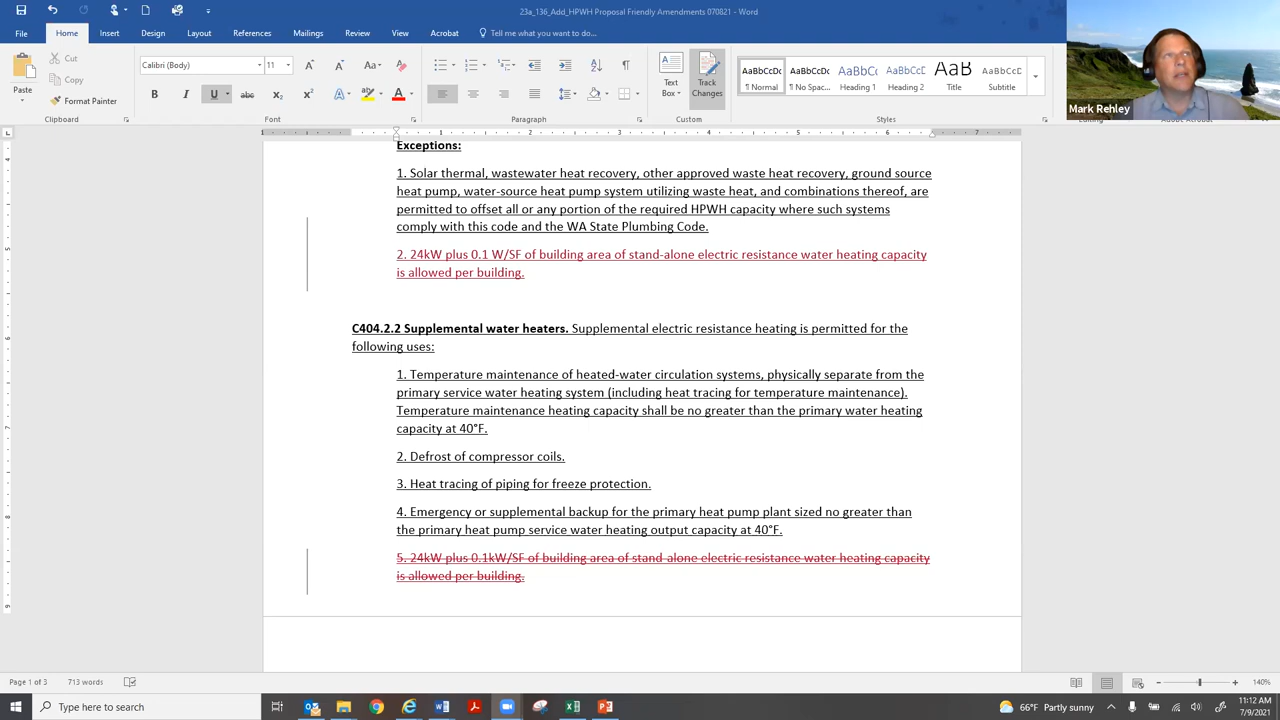 23a_136_Add_HPWH Proposal Friendly Amendments 070821 - Word
File Home Insert Design Layout References Mailings Review View Acrobat Tell me what you want to do...
Paste
Cut
Copy
Format Painter
Clipboard
Calibri (Body) 11
Font
Paragraph
Text Box
Track Changes
Custom
AaBbCcDc AaBbCcDc AaBbCc AaBbCcD AaB AaBbCcD
¶ Normal ¶ No Spac... Heading 1 Heading 2 Title Subtitle
Styles
Editing
Mark Rehley
Exceptions:
1. Solar thermal, wastewater heat recovery, other approved waste heat recovery, ground source
heat pump, water-source heat pump system utilizing waste heat, and combinations thereof, are
permitted to offset all or any portion of the required HPWH capacity where such systems
comply with this code and the WA State Plumbing Code.
2. 24kW plus 0.1 W/SF of building area of stand-alone electric resistance water heating capacity
is allowed per building.
C404.2.2 Supplemental water heaters. Supplemental electric resistance heating is permitted for the
following uses:
1. Temperature maintenance of heated-water circulation systems, physically separate from the
primary service water heating system (including heat tracing for temperature maintenance).
Temperature maintenance heating capacity shall be no greater than the primary water heating
capacity at 40°F.
2. Defrost of compressor coils.
3. Heat tracing of piping for freeze protection.
4. Emergency or supplemental backup for the primary heat pump plant sized no greater than
the primary heat pump service water heating output capacity at 40°F.
5. 24kW plus 0.1kW/SF of building area of stand-alone electric resistance water heating capacity
is allowed per building.
Page 1 of 3 713 words 140%
Type here to search
66°F Partly sunny
11:12 AM
7/9/2021